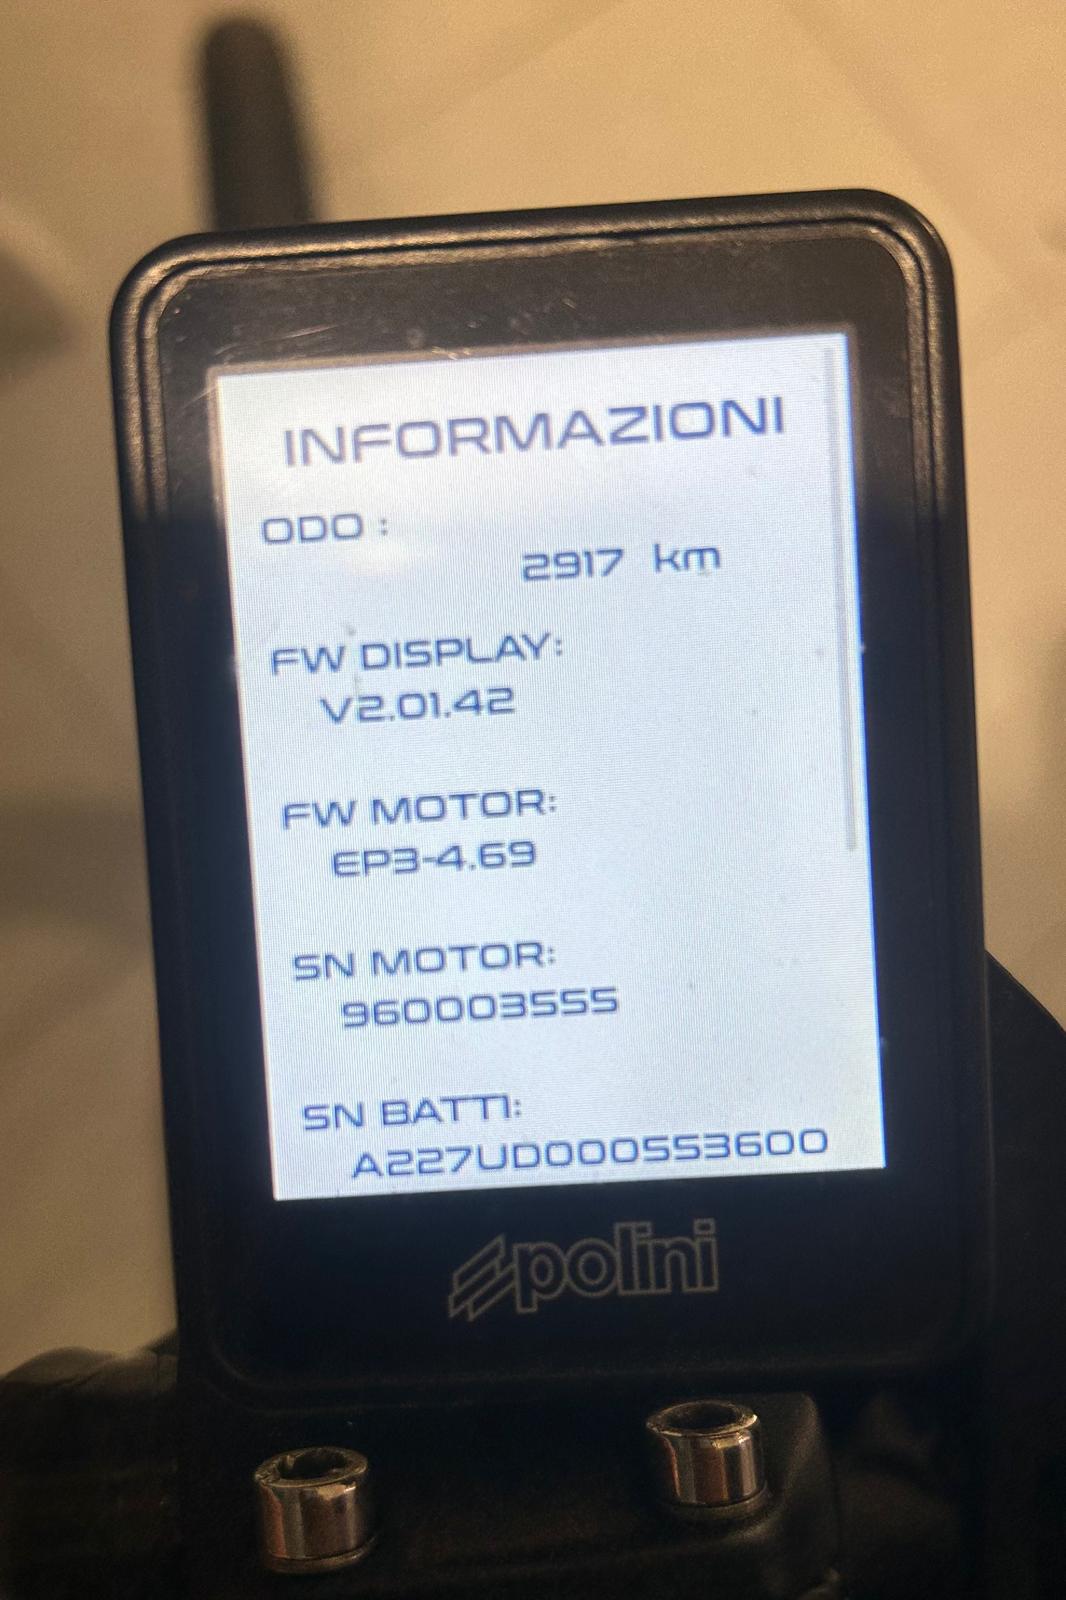 INFORMAZIONI
ODO :
2917 km
FW DISPLAY:
V2.01.42
FW MOTOR:
EP3-4.69
SN MOTOR:
960003555
SN BATT1:
A227UD000553600
polini